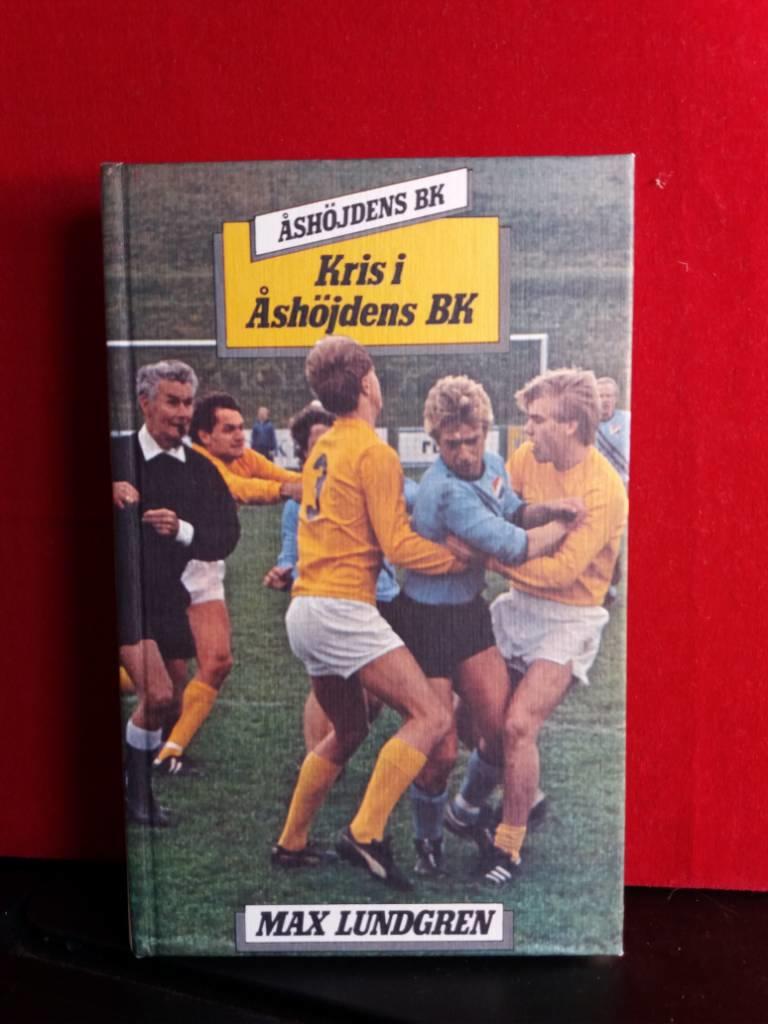 ÅSHÖJDENS BK
Kris i
Åshöjdens BK
3
MAX LUNDGREN